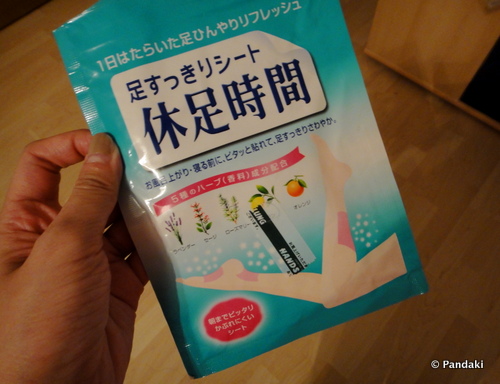 1日はたらいた足ひんやりリフレッシュ
足すっきりシート
休足時間
お風呂上がり・寝る前に、ピタッと貼れて、足すっきりさわやか。
5種のハーブ(香料)成分配合
ラベンダー
セージ
ローズマリー
オレンジ
LUNG
HANDS
朝までピッタリ
かぶれにくい
シート
© Pandaki